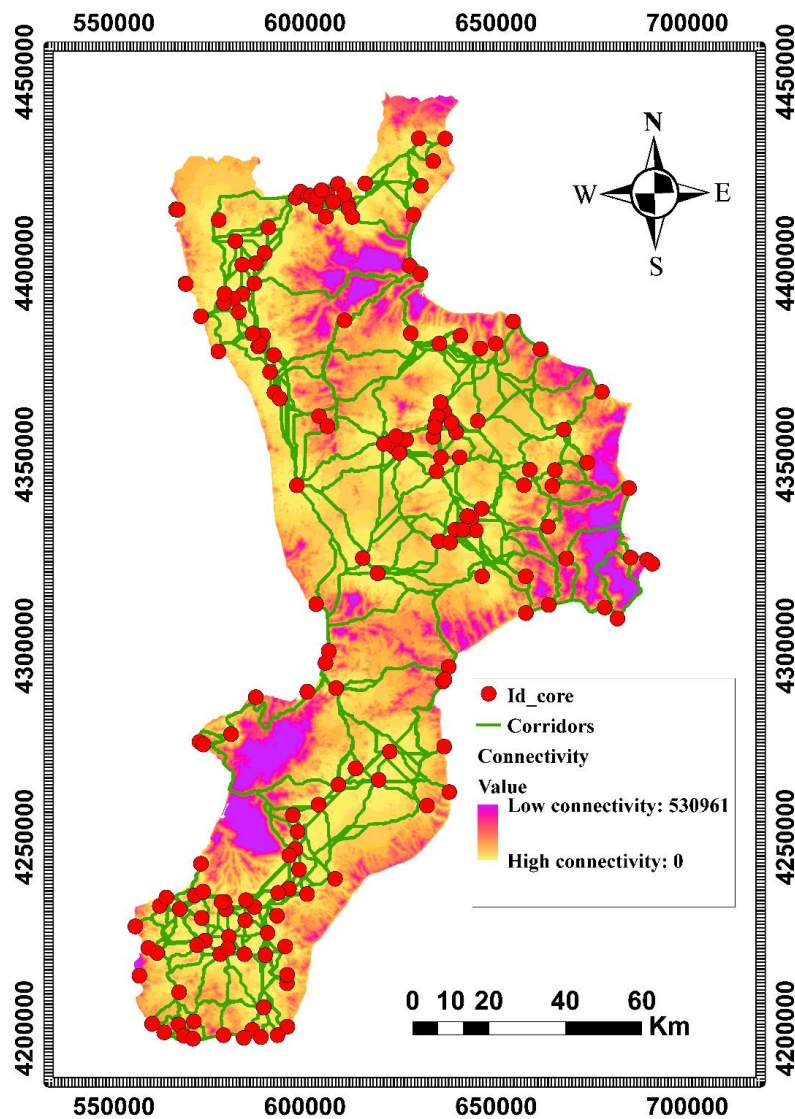 550000 600000 650000 700000
4450000 4450000
N
W E
S
4400000 4400000
4350000 4350000
4300000 4300000
Id_core
Corridors
Connectivity
Value
Low connectivity: 530961
High connectivity: 0
4250000 4250000
0 10 20 40 60
Km
4200000 4200000
550000 600000 650000 700000